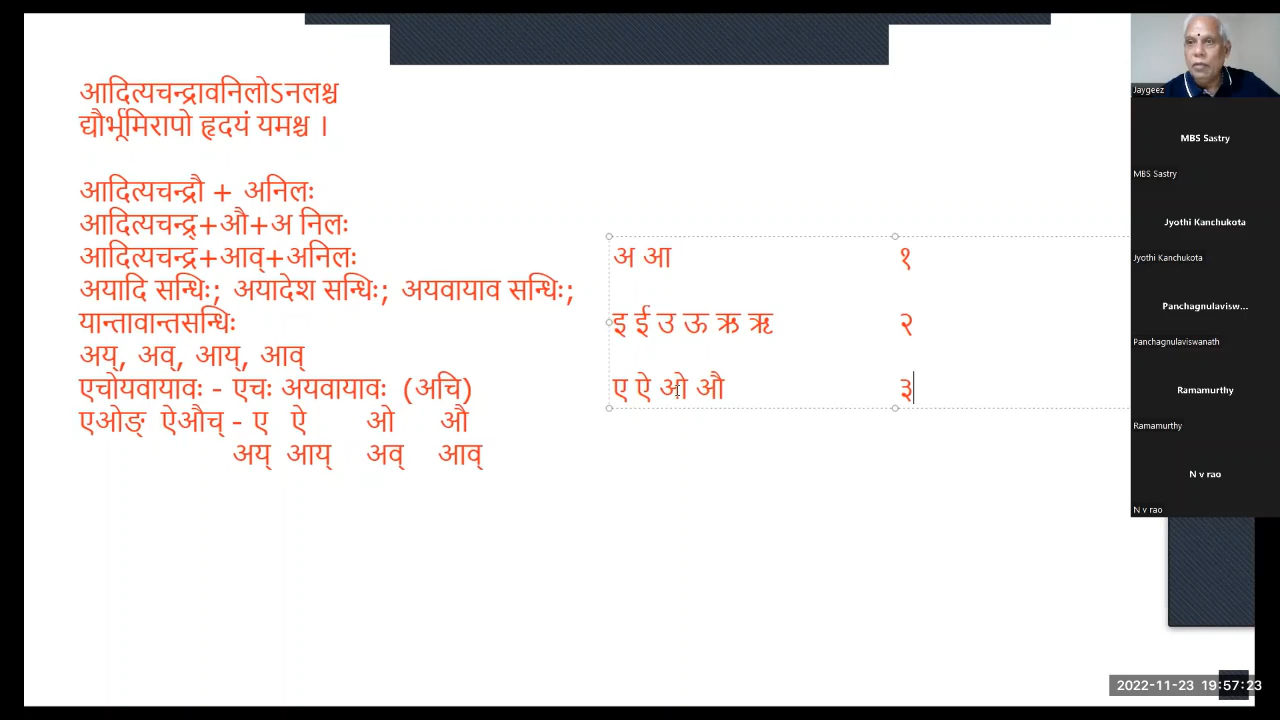 आदित्यचन्द्रावनिलोऽनलश्च
द्यौर्भूमिरापो हृदयं यमश्च ।
आदित्यचन्द्रौ + अनिलः
आदित्यचन्द्र्+औ+अ निलः
आदित्यचन्द्र+आव्+अनिलः
अयादि सन्धिः; अयादेश सन्धिः; अयवायाव सन्धिः;
यान्तावान्तसन्धिः
अय्, अव्, आय्, आव्
एचोयवायावः - एचः अयवायावः (अचि)
एओङ् ऐऔच् - ए ऐ ओ औ
अय् आय् अव् आव्
अ आ १
इ ई उ ऊ ऋ ऋ २
ए ऐ ओ औ ३
Jaygeez
MBS Sastry
MBS Sastry
Jyothi Kanchukota
Jyothi Kanchukota
Panchagnulavisw...
Panchagnulaviswanath
Ramamurthy
Ramamurthy
N v rao
N v rao
2022-11-23 19:57:23